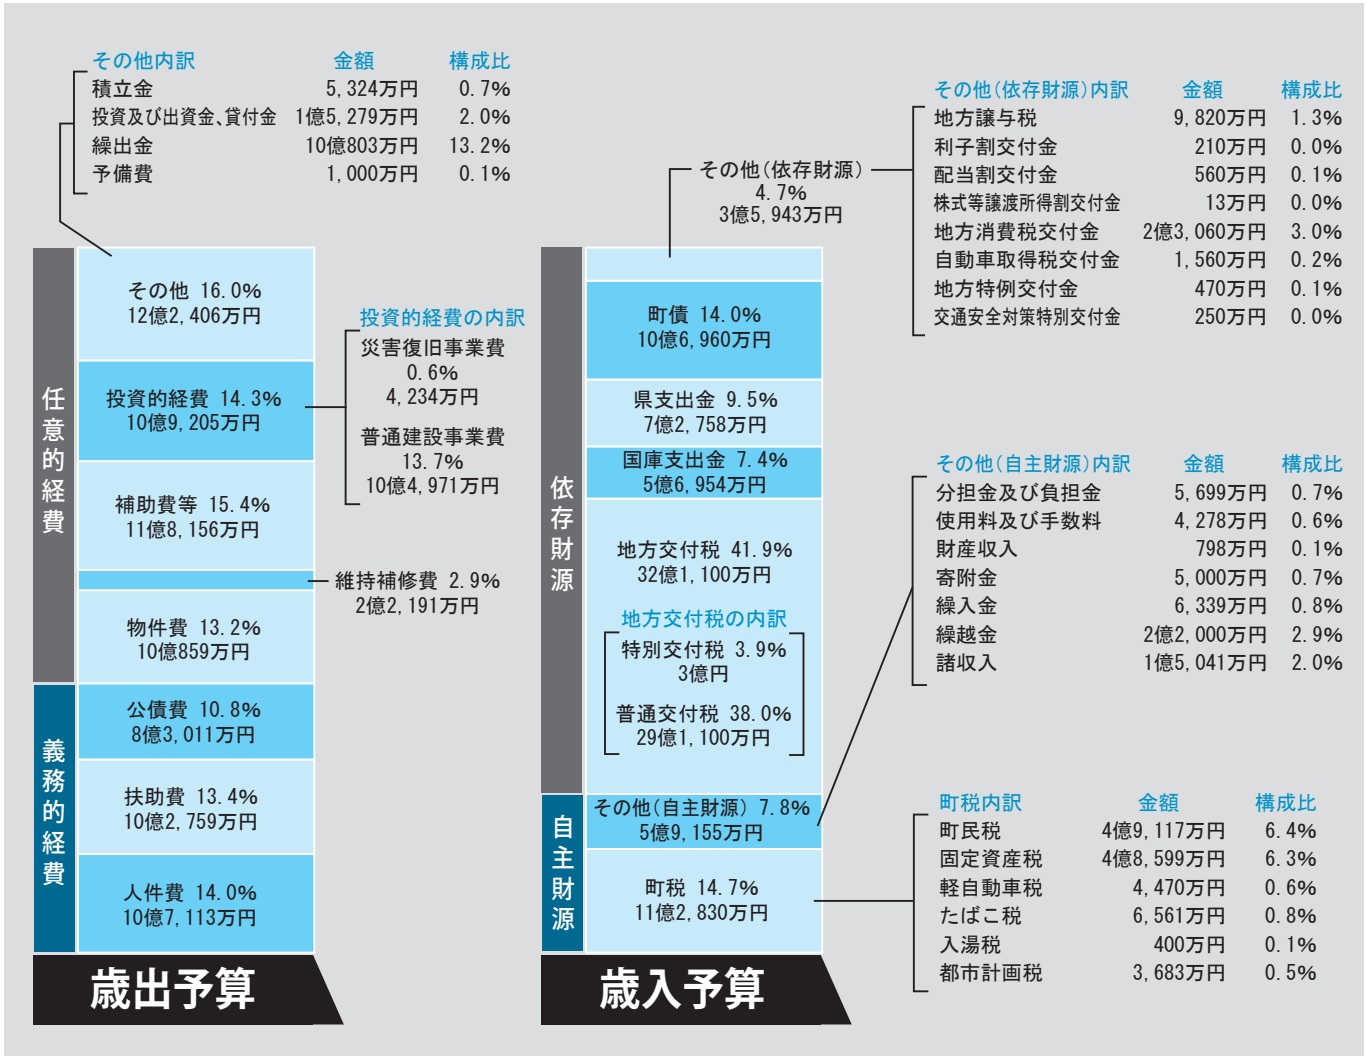 その他内訳 金額 構成比
積立金 5,324万円 0.7%
投資及び出資金、貸付金 1億5,279万円 2.0%
繰出金 10億803万円 13.2%
予備費 1,000万円 0.1%
任意的経費
その他 16.0%
12億2,406万円
投資的経費 14.3%
10億9,205万円
補助費等 15.4%
11億8,156万円
維持補修費 2.9%
2億2,191万円
物件費 13.2%
10億859万円
投資的経費の内訳
災害復旧事業費
0.6%
4,234万円
普通建設事業費
13.7%
10億4,971万円
義務的経費
公債費 10.8%
8億3,011万円
扶助費 13.4%
10億2,759万円
人件費 14.0%
10億7,113万円
歳出予算
その他(依存財源)
4.7%
3億5,943万円
依存財源
町債 14.0%
10億6,960万円
県支出金 9.5%
7億2,758万円
国庫支出金 7.4%
5億6,954万円
地方交付税 41.9%
32億1,100万円
地方交付税の内訳
特別交付税 3.9%
3億円
普通交付税 38.0%
29億1,100万円
自主財源
その他(自主財源) 7.8%
5億9,155万円
町税 14.7%
11億2,830万円
歳入予算
その他(依存財源)内訳 金額 構成比
地方譲与税 9,820万円 1.3%
利子割交付金 210万円 0.0%
配当割交付金 560万円 0.1%
株式等譲渡所得割交付金 13万円 0.0%
地方消費税交付金 2億3,060万円 3.0%
自動車取得税交付金 1,560万円 0.2%
地方特例交付金 470万円 0.1%
交通安全対策特別交付金 250万円 0.0%
その他(自主財源)内訳 金額 構成比
分担金及び負担金 5,699万円 0.7%
使用料及び手数料 4,278万円 0.6%
財産収入 798万円 0.1%
寄附金 5,000万円 0.7%
繰入金 6,339万円 0.8%
繰越金 2億2,000万円 2.9%
諸収入 1億5,041万円 2.0%
町税内訳 金額 構成比
町民税 4億9,117万円 6.4%
固定資産税 4億8,599万円 6.3%
軽自動車税 4,470万円 0.6%
たばこ税 6,561万円 0.8%
入湯税 400万円 0.1%
都市計画税 3,683万円 0.5%